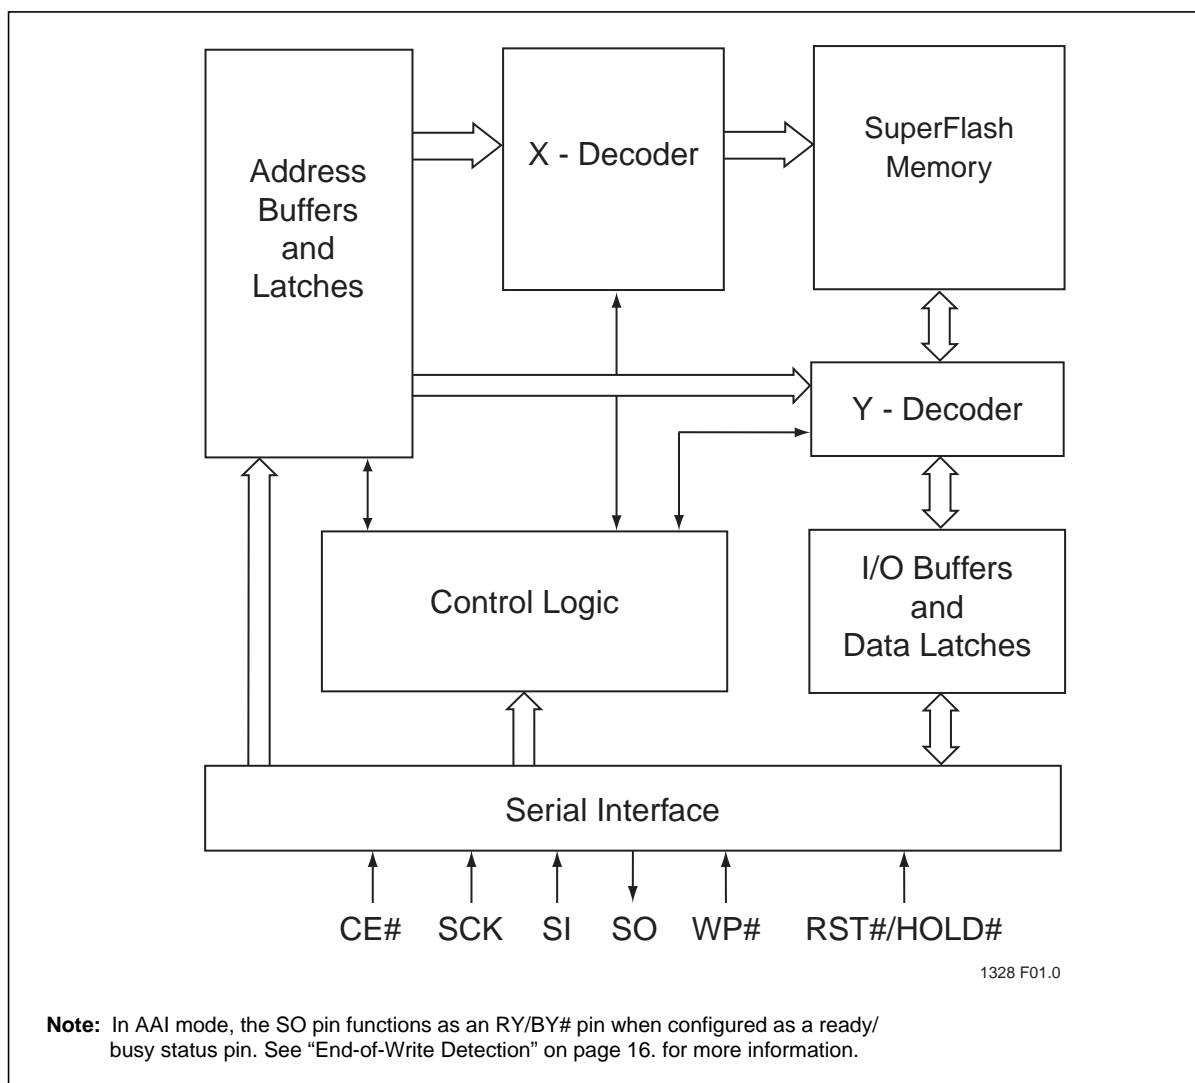 Address
Buffers
and
Latches
X - Decoder
SuperFlash
Memory
Y - Decoder
Control Logic
I/O Buffers
and
Data Latches
Serial Interface
CE# SCK SI SO WP# RST#/HOLD#
1328 F01.0
Note: In AAI mode, the SO pin functions as an RY/BY# pin when configured as a ready/
busy status pin. See “End-of-Write Detection” on page 16. for more information.